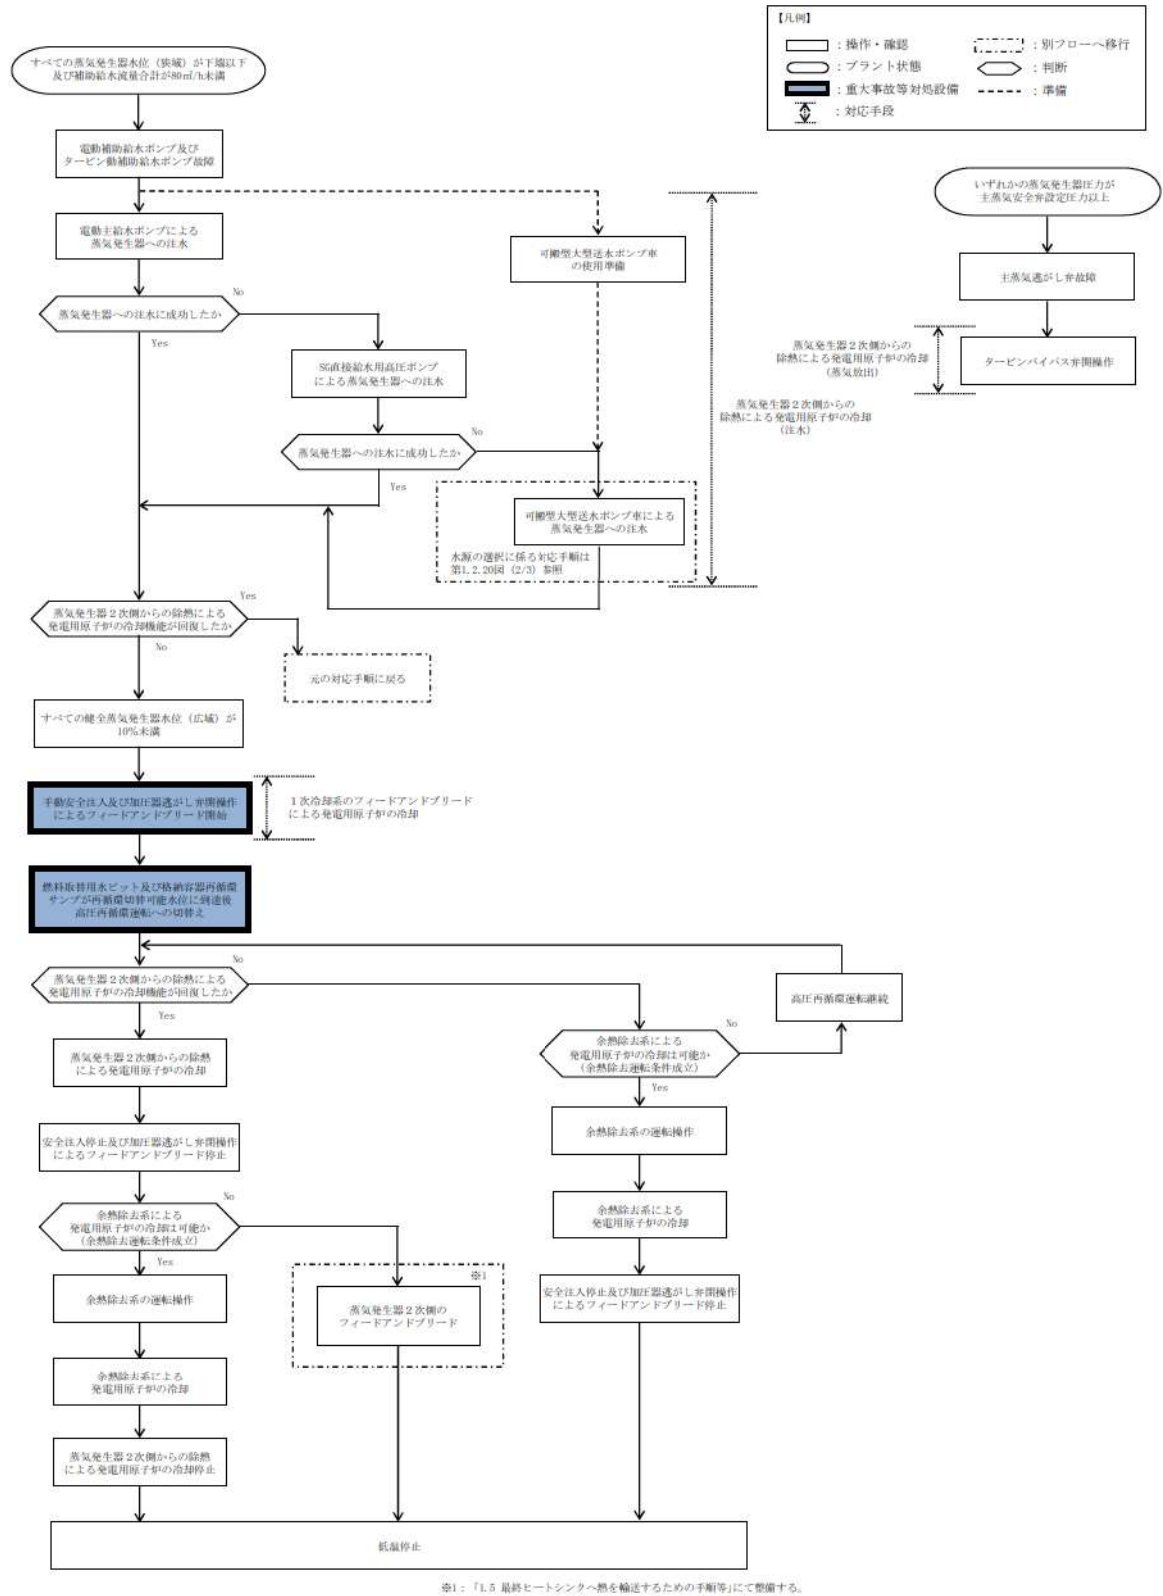 【凡例】
：操作・確認
：別フローへ移行
：プラント状態
：判断
：重大事故等対処設備
：準備
：対応手段
すべての蒸気発生器水位（狭域）が下端以下
及び補助給水流量合計が80㎥/h未満
電動補助給水ポンプ及び
タービン動補助給水ポンプ故障
電動主給水ポンプによる
蒸気発生器への注水
可搬型大型送水ポンプ車
の使用準備
蒸気発生器への注水に成功したか
No
Yes
SG直接給水用高圧ポンプ
による蒸気発生器への注水
蒸気発生器への注水に成功したか
No
Yes
可搬型大型送水ポンプ車による
蒸気発生器への注水
水源の選択に係る対応手順は
第1.2.20図（2/3）参照
蒸気発生器２次側からの
除熱による発電用原子炉の冷却
（注水）
いずれかの蒸気発生器圧力が
主蒸気安全弁設定圧力以上
主蒸気逃がし弁故障
タービンバイパス弁開操作
蒸気発生器２次側からの
除熱による発電用原子炉の冷却
（蒸気放出）
蒸気発生器２次側からの除熱による
発電用原子炉の冷却機能が回復したか
Yes
No
元の対応手順に戻る
すべての健全蒸気発生器水位（広域）が
10%未満
手動安全注入及び加圧器逃がし弁開操作
によるフィードアンドブリード開始
１次冷却系のフィードアンドブリード
による発電用原子炉の冷却
燃料取替用水ピット及び格納容器再循環
サンプが再循環切替可能水位に到達後
高圧再循環運転への切替え
蒸気発生器２次側からの除熱による
発電用原子炉の冷却機能が回復したか
No
Yes
高圧再循環運転継続
余熱除去系による
発電用原子炉の冷却は可能か
（余熱除去運転条件成立）
No
Yes
余熱除去系の運転操作
余熱除去系による
発電用原子炉の冷却
安全注入停止及び加圧器逃がし弁閉操作
によるフィードアンドブリード停止
蒸気発生器２次側からの除熱
による発電用原子炉の冷却
安全注入停止及び加圧器逃がし弁閉操作
によるフィードアンドブリード停止
余熱除去系による
発電用原子炉の冷却は可能か
（余熱除去運転条件成立）
No
Yes
※1
蒸気発生器２次側の
フィードアンドブリード
余熱除去系の運転操作
余熱除去系による
発電用原子炉の冷却
蒸気発生器２次側からの除熱
による発電用原子炉の冷却停止
低温停止
※1：「1.5 最終ヒートシンクへ熱を輸送するための手順等」にて整備する。